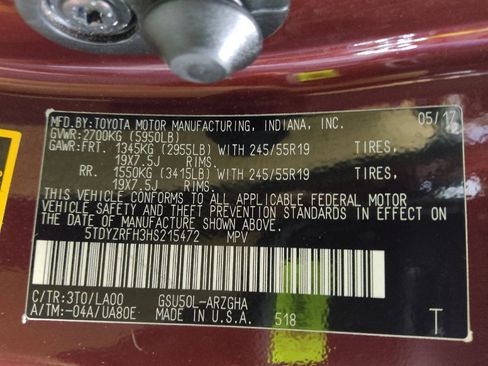 MFD.BY:TOYOTA MOTOR MANUFACTURING, INDIANA, INC. 05/17
GVWR:2700KG (5950LB)
GAWR:FRT. 1345KG (2955LB) WITH 245/55R19 TIRES,
19X7.5J RIMS.
RR. 1550KG (3415LB) WITH 245/55R19 TIRES,
19X7.5J RIMS.
THIS VEHICLE CONFORMS TO ALL APPLICABLE FEDERAL MOTOR
VEHICLE SAFETY AND THEFT PREVENTION STANDARDS IN EFFECT ON
THE DATE OF MANUFACTURE SHOWN ABOVE.
5TDYZRFH3HS215472 MPV
C/TR:3T0/LA00 GSU50L-ARZGHA
A/TM:-04A/UA80E MADE IN U.S.A. 518 T